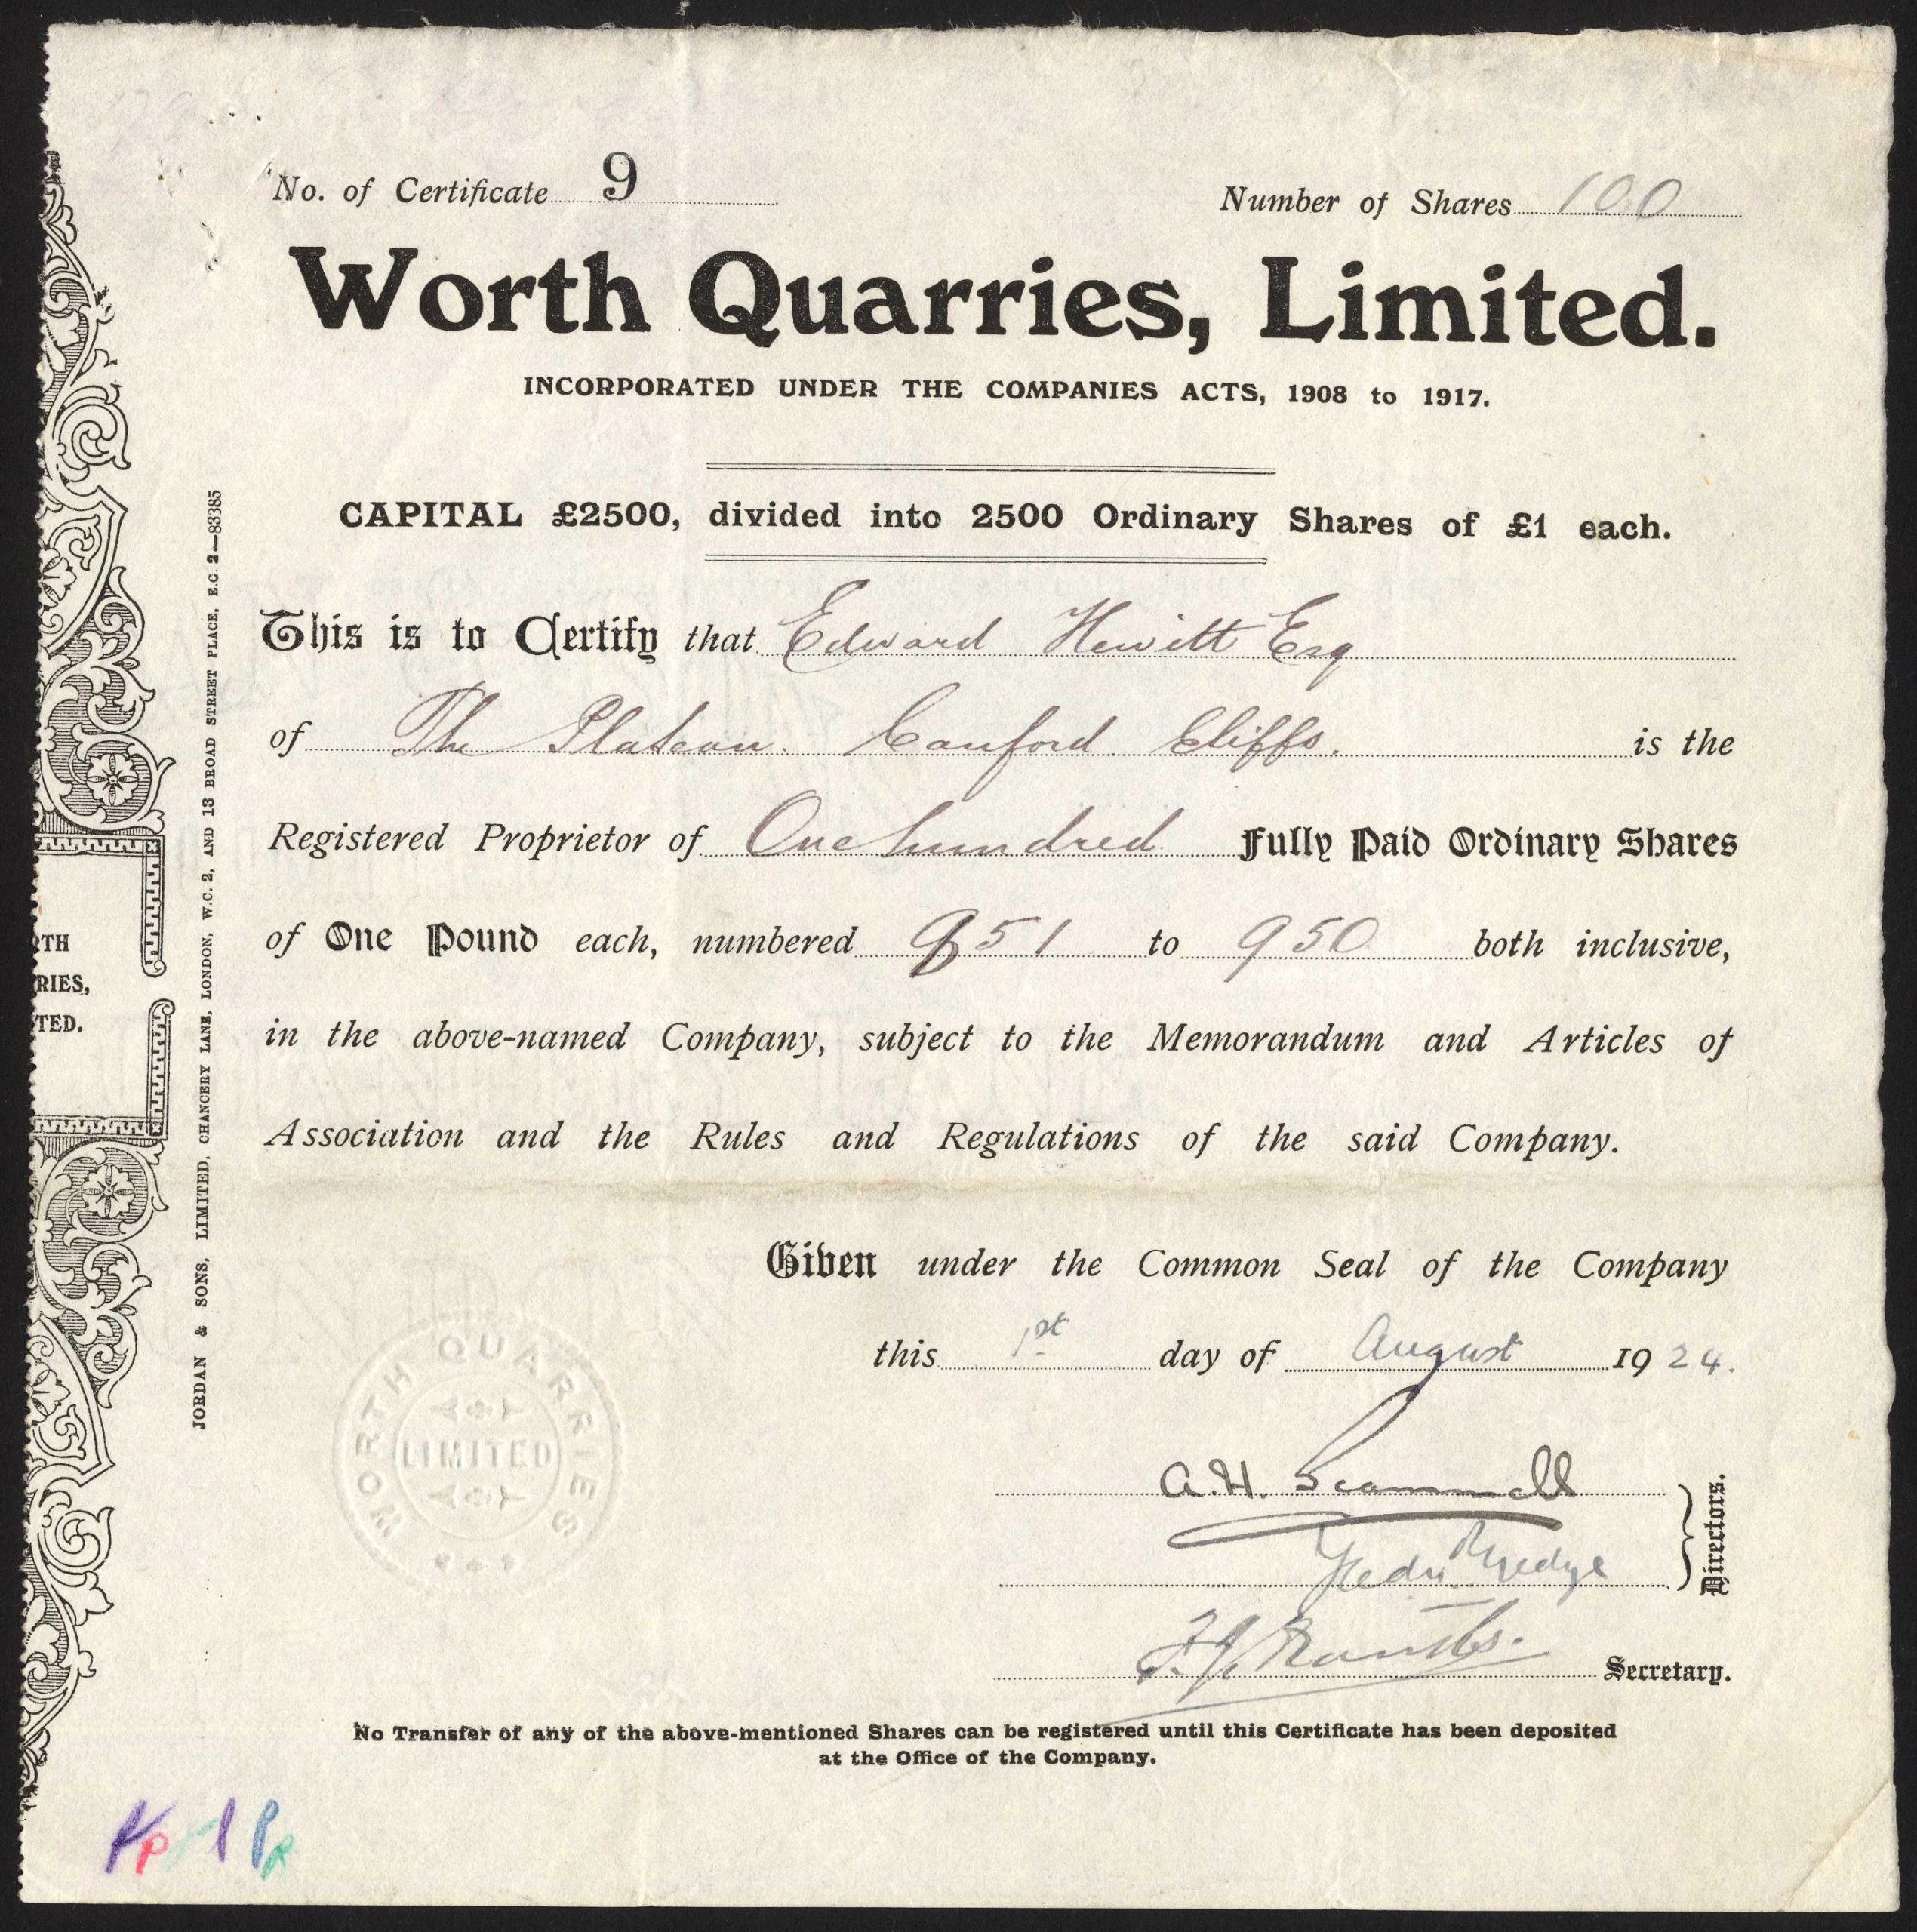 No. of Certificate 9 Number of Shares 100
Worth Quarries, Limited.
INCORPORATED UNDER THE COMPANIES ACTS, 1908 to 1917.
CAPITAL £2500, divided into 2500 Ordinary Shares of £1 each.
This is to Certify that Edward Hewitt Esq
of The Plateau. Canford Cliffs. is the
Registered Proprietor of One hundred Fully Paid Ordinary Shares
of One Pound each, numbered 851 to 950 both inclusive,
in the above-named Company, subject to the Memorandum and Articles of
Association and the Rules and Regulations of the said Company.
Given under the Common Seal of the Company
this 1st day of August 1924.
A.H. Scammell
Directors.
F.J. Secretary.
No Transfer of any of the above-mentioned Shares can be registered until this Certificate has been deposited
at the Office of the Company.
WORTH QUARRIES
LIMITED
JORDAN & SONS, LIMITED, CHANCERY LANE, LONDON, W.C. 2, AND 13 BROAD STREET PLACE, E.C. 2—83385
RTH
RIES,
TED.